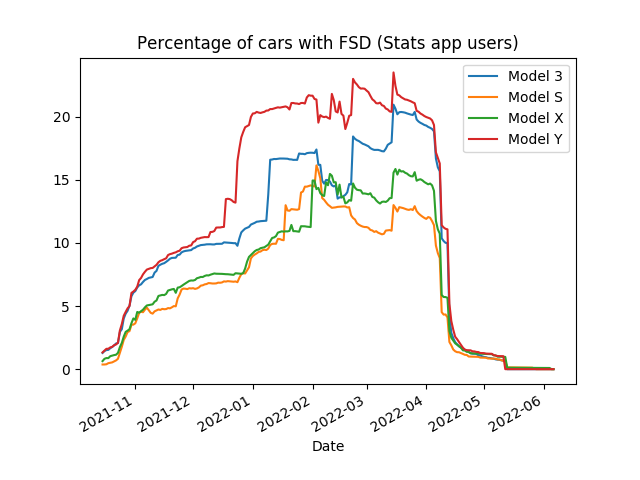 Percentage of cars with FSD (Stats app users)
Model 3
Model S
Model X
Model Y
20
15
10
5
0
2021-11
2021-12
2022-01
2022-02
2022-03
2022-04
2022-05
2022-06
Date